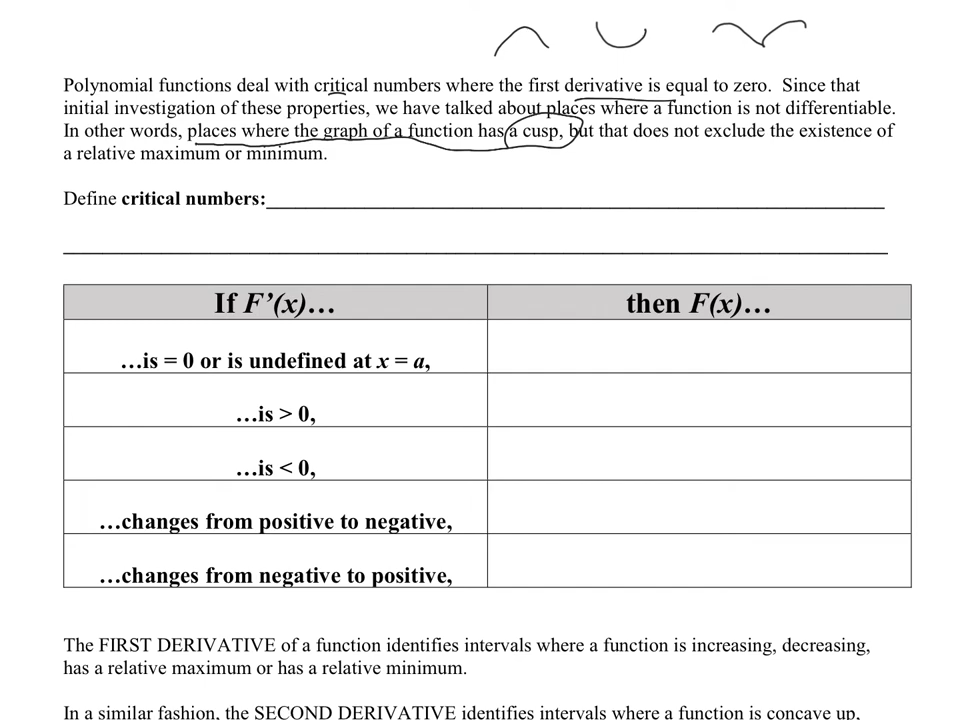 Polynomial functions deal with critical numbers where the first derivative is equal to zero. Since that
initial investigation of these properties, we have talked about places where a function is not differentiable.
In other words, places where the graph of a function has a cusp, but that does not exclude the existence of
a relative maximum or minimum.
Define critical numbers:
If F’(x)… then F(x)…
…is = 0 or is undefined at x = a,
…is > 0,
…is < 0,
…changes from positive to negative,
…changes from negative to positive,
The FIRST DERIVATIVE of a function identifies intervals where a function is increasing, decreasing,
has a relative maximum or has a relative minimum.
In a similar fashion, the SECOND DERIVATIVE identifies intervals where a function is concave up,